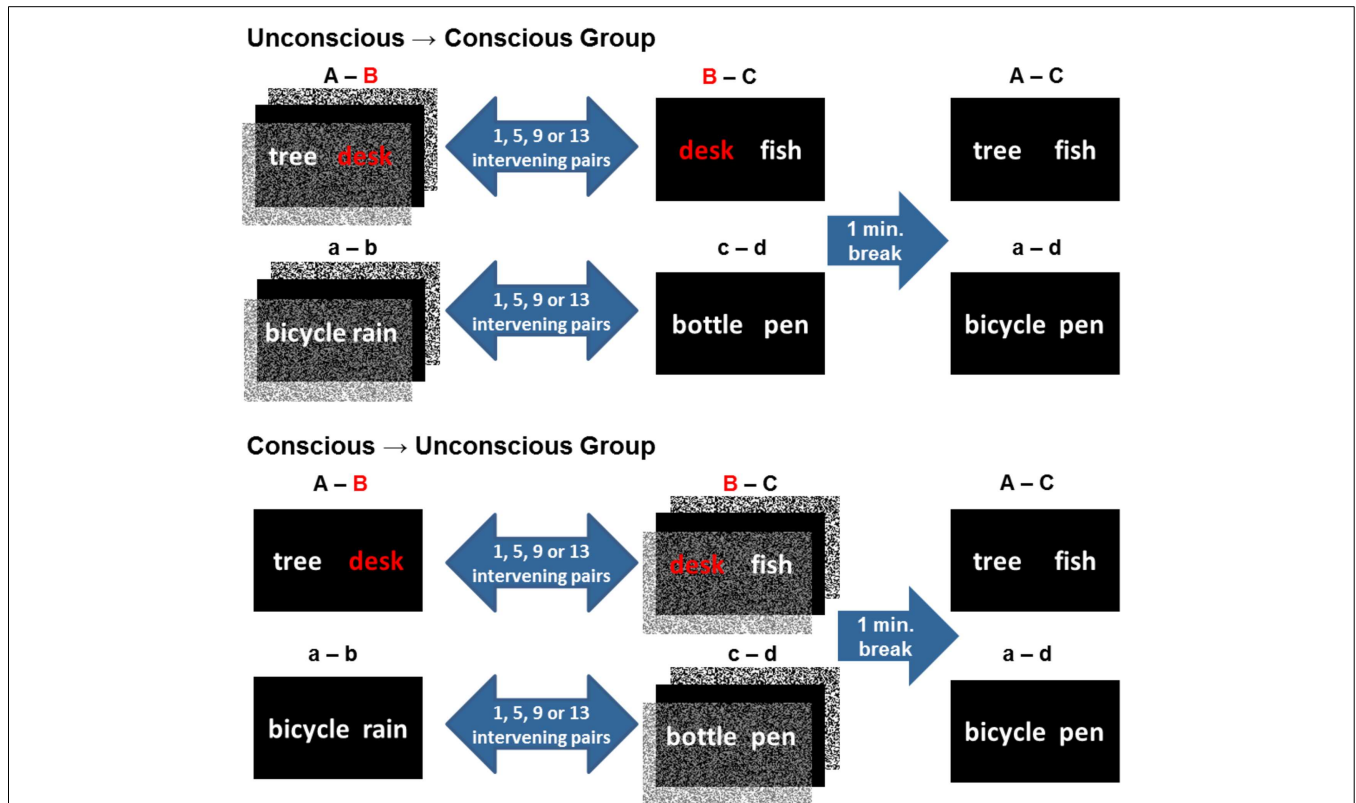 Unconscious → Conscious Group
A – B
B – C
A – C
tree desk
1, 5, 9 or 13
intervening pairs
desk fish
tree fish
1 min.
break
a – b
c – d
a – d
bicycle rain
1, 5, 9 or 13
intervening pairs
bottle pen
bicycle pen
Conscious → Unconscious Group
A – B
B – C
A – C
tree desk
1, 5, 9 or 13
intervening pairs
desk fish
tree fish
1 min.
break
a – b
c – d
a – d
bicycle rain
1, 5, 9 or 13
intervening pairs
bottle pen
bicycle pen